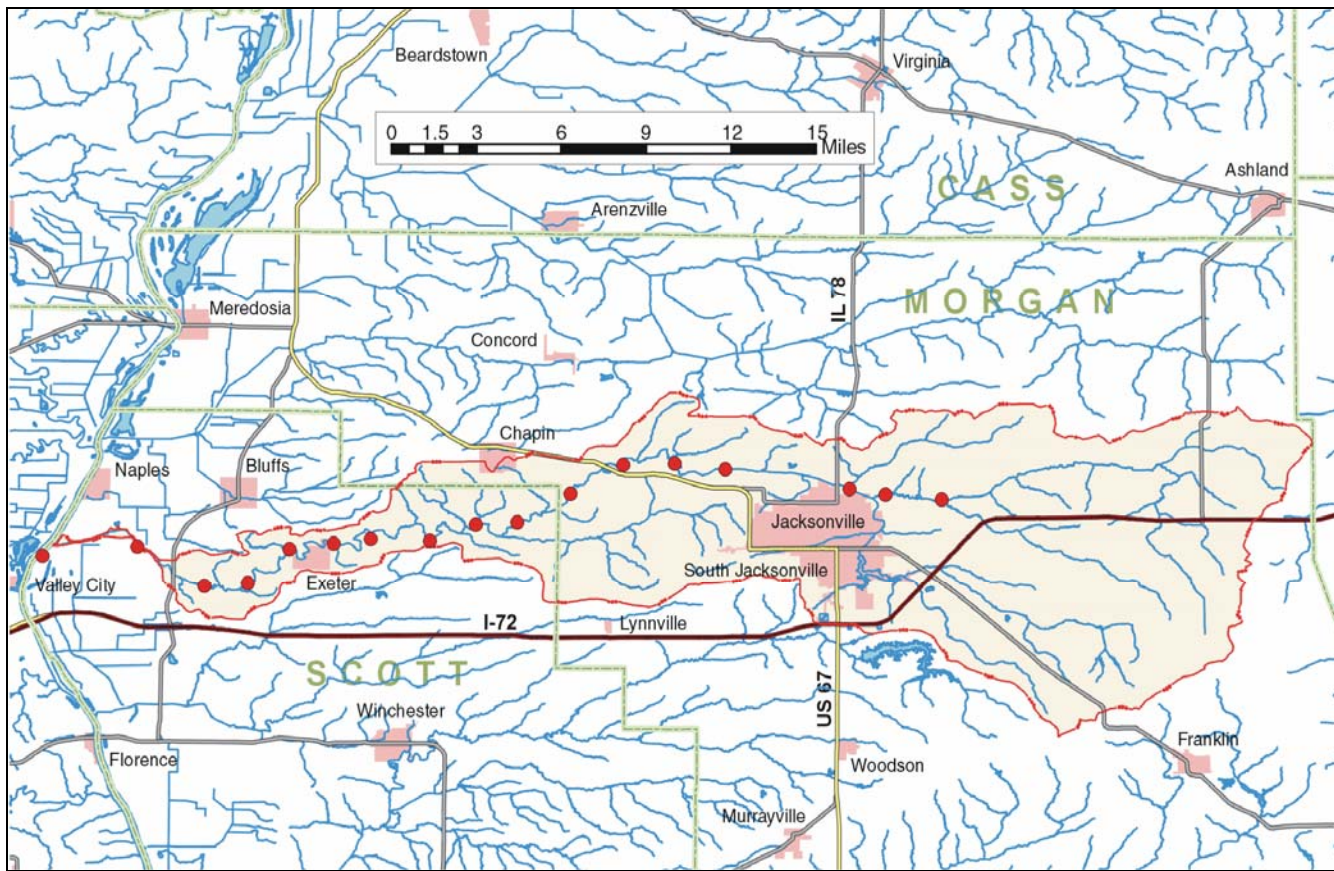 Beardstown
Virginia
0 1.5 3 6 9 12 15
Miles
Ashland
CASS
Arenzville
MORGAN
IL 78
Meredosia
Concord
Chapin
Naples
Bluffs
Jacksonville
Valley City
Exeter
South Jacksonville
I-72
Lynnville
SCOTT
US 67
Winchester
Florence
Woodson
Franklin
Murrayville